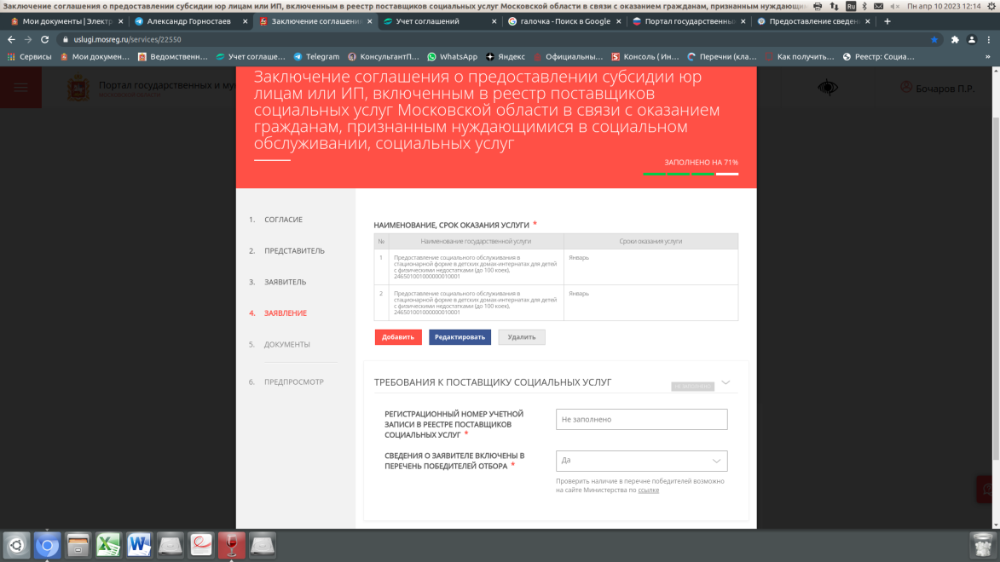 Заключение соглашения о предоставлении субсидии юр лицам или ИП, включенным в реестр поставщиков социальных услуг Московской области в связи с оказанием гражданам, признанным нуждающи
Ru
Пн апр 10 2023 12:14
Мои документы | Электр
Александр Горностаев
Заключение соглашени
Учет соглашений
галочка - Поиск в Google
Портал государственны
Предоставление сведен
uslugi.mosreg.ru/services/22550
Сервисы
Мои докумен...
Ведомственн...
Учет соглаше...
Telegram
КонсультантП...
WhatsApp
Яндекс
Официальны...
Консоль ( Ин...
Перечни (кла...
Как получить...
Реестр: Социа...
»
Портал государственных и му
Бочаров П.Р.
Заключение соглашения о предоставлении субсидии юр
лицам или ИП, включенным в реестр поставщиков
социальных услуг Московской области в связи с оказанием
гражданам, признанным нуждающимися в социальном
обслуживании, социальных услуг
ЗАПОЛНЕНО НА 71%
1. СОГЛАСИЕ
2. ПРЕДСТАВИТЕЛЬ
3. ЗАЯВИТЕЛЬ
4. ЗАЯВЛЕНИЕ
5. ДОКУМЕНТЫ
6. ПРЕДПРОСМОТР
НАИМЕНОВАНИЕ, СРОК ОКАЗАНИЯ УСЛУГИ *
№ Наименование государственной услуги Сроки оказания услуги
1 Предоставление социального обслуживания в Январь
стационарной форме в детских домах-интернатах для детей
с физическими недостатками (до 100 коек),
246501001000000010001
2 Предоставление социального обслуживания в Январь
стационарной форме в детских домах-интернатах для детей
с физическими недостатками (до 100 коек),
246501001000000010001
Добавить Редактировать Удалить
ТРЕБОВАНИЯ К ПОСТАВЩИКУ СОЦИАЛЬНЫХ УСЛУГ
НЕ ЗАПОЛНЕНО
РЕГИСТРАЦИОННЫЙ НОМЕР УЧЕТНОЙ
ЗАПИСИ В РЕЕСТРЕ ПОСТАВЩИКОВ
СОЦИАЛЬНЫХ УСЛУГ *
Не заполнено
СВЕДЕНИЯ О ЗАЯВИТЕЛЕ ВКЛЮЧЕНЫ В
ПЕРЕЧЕНЬ ПОБЕДИТЕЛЕЙ ОТБОРА *
Да
Проверить наличие в перечне победителей возможно
на сайте Министерства по ссылке